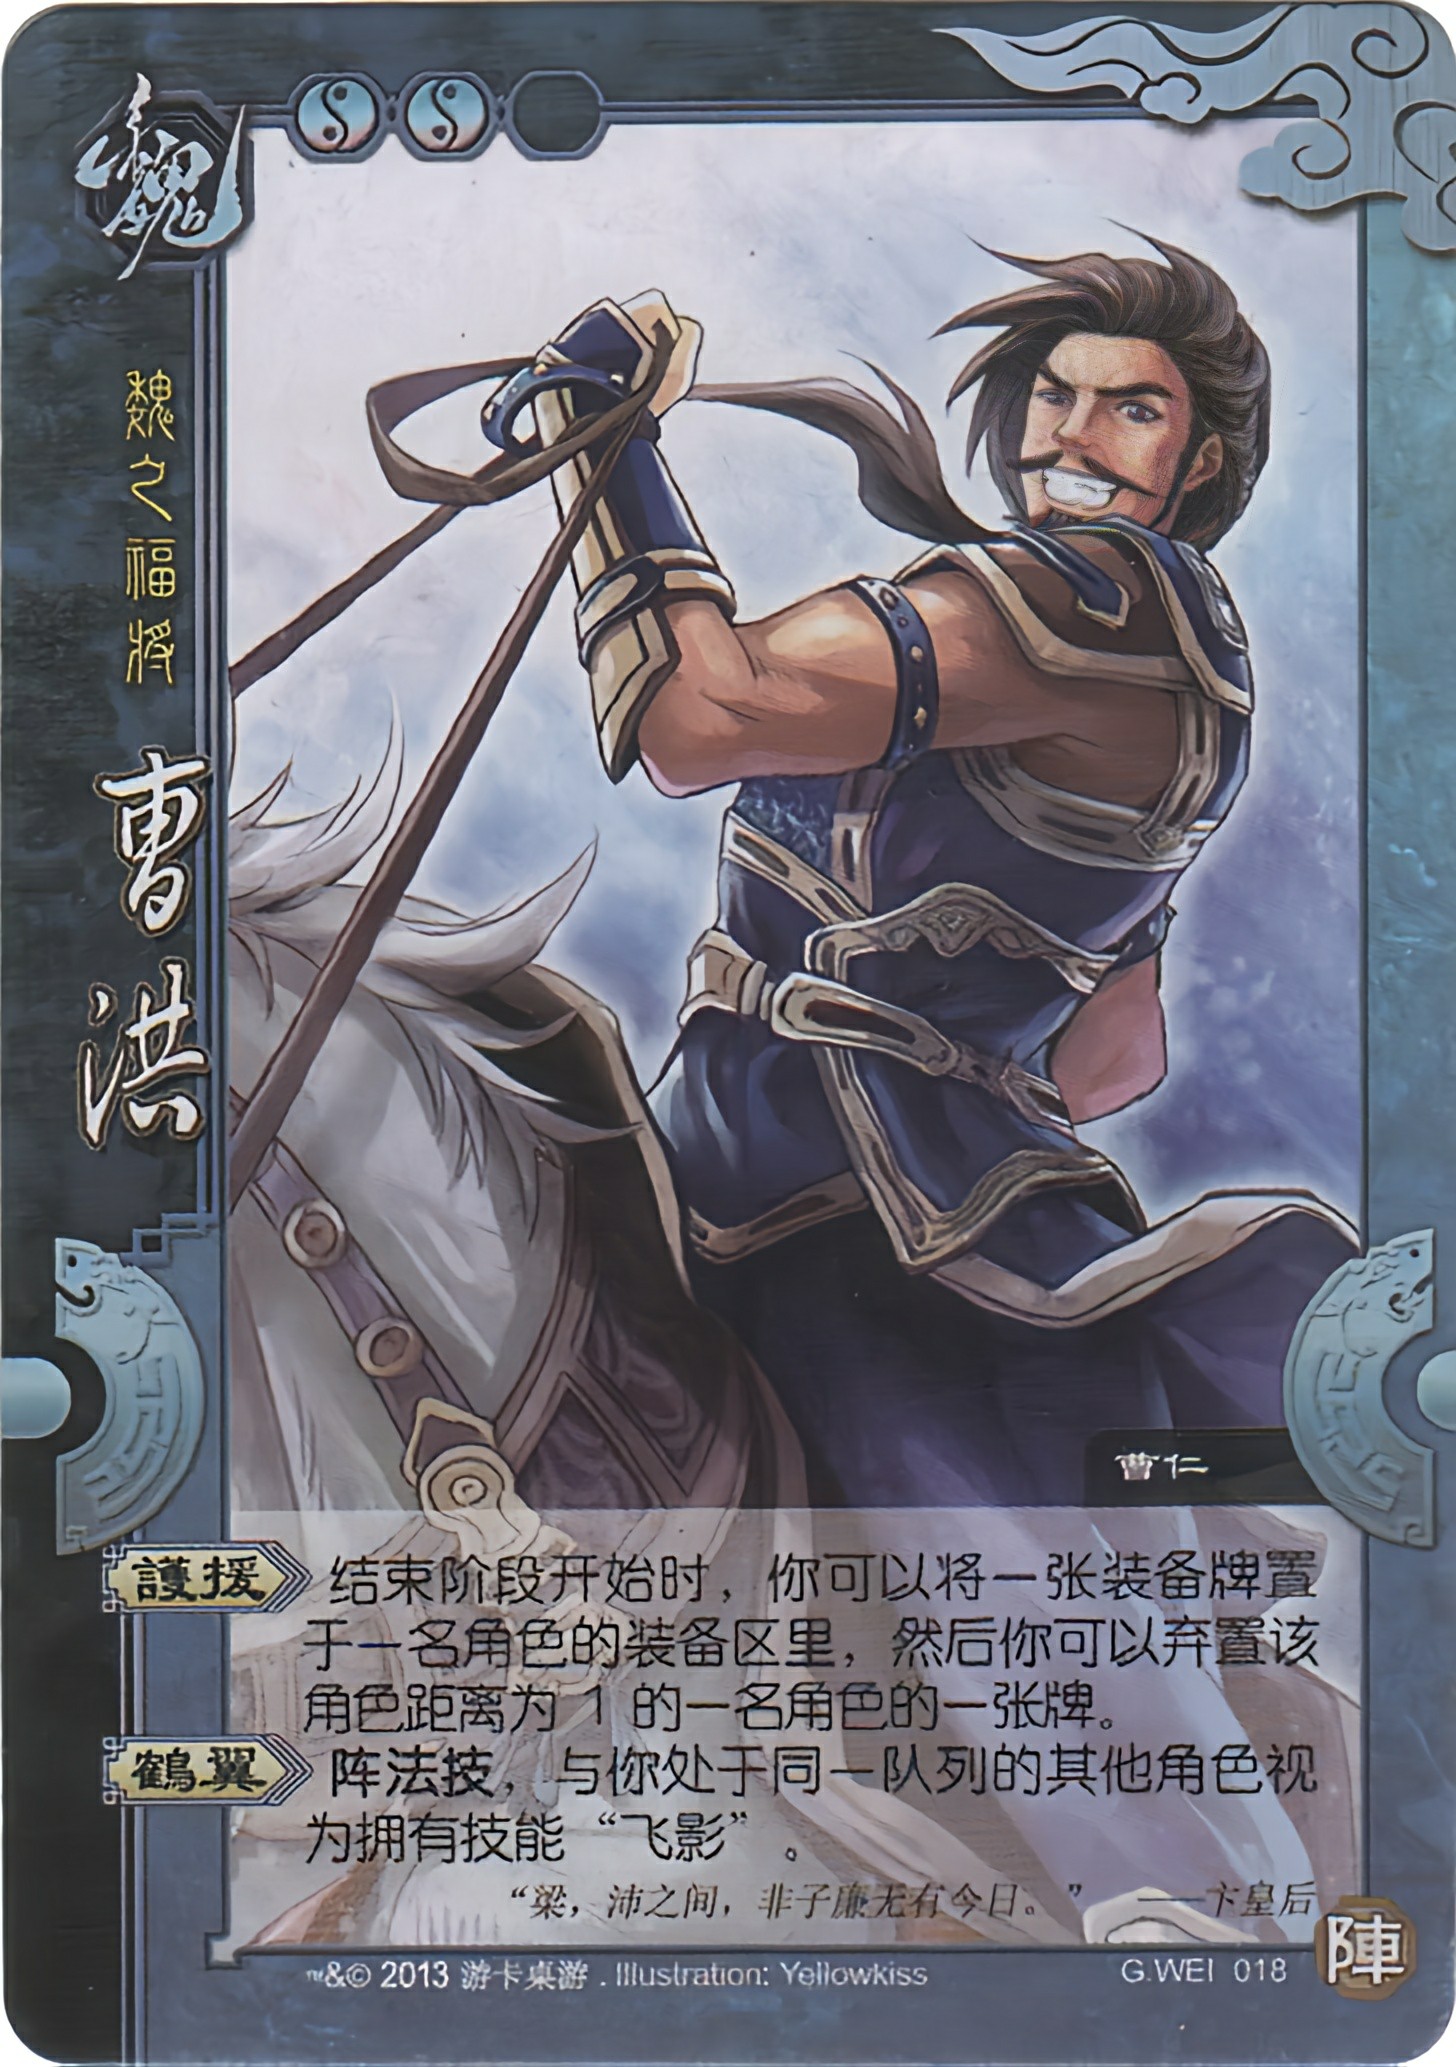 魏
魏之福将
曹洪
曹仁
護援 结束阶段开始时，你可以将一张装备牌置
于一名角色的装备区里，然后你可以弃置该
角色距离为 1 的一名角色的一张牌。
鶴翼 阵法技，与你处于同一队列的其他角色视
为拥有技能“飞影”。
“梁，沛之间，非子廉无有今日。” ——卞皇后
™&© 2013 游卡桌游 . Illustration: Yellowkiss
G.WEI 018
陣